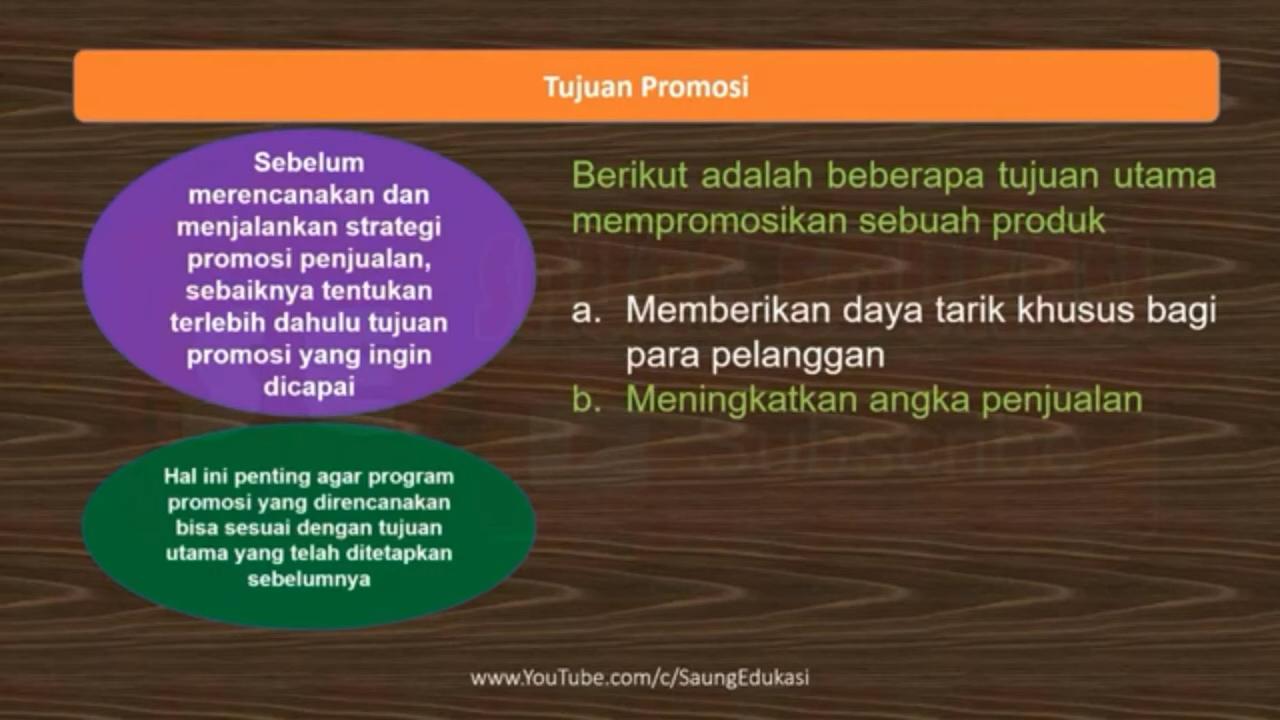 Tujuan Promosi
Sebelum
merencanakan dan
menjalankan strategi
promosi penjualan,
sebaiknya tentukan
terlebih dahulu tujuan
promosi yang ingin
dicapai
Hal ini penting agar program
promosi yang direncanakan
bisa sesuai dengan tujuan
utama yang telah ditetapkan
sebelumnya
Berikut adalah beberapa tujuan utama
mempromosikan sebuah produk
a. Memberikan daya tarik khusus bagi
para pelanggan
b. Meningkatkan angka penjualan
www.YouTube.com/c/SaungEdukasi